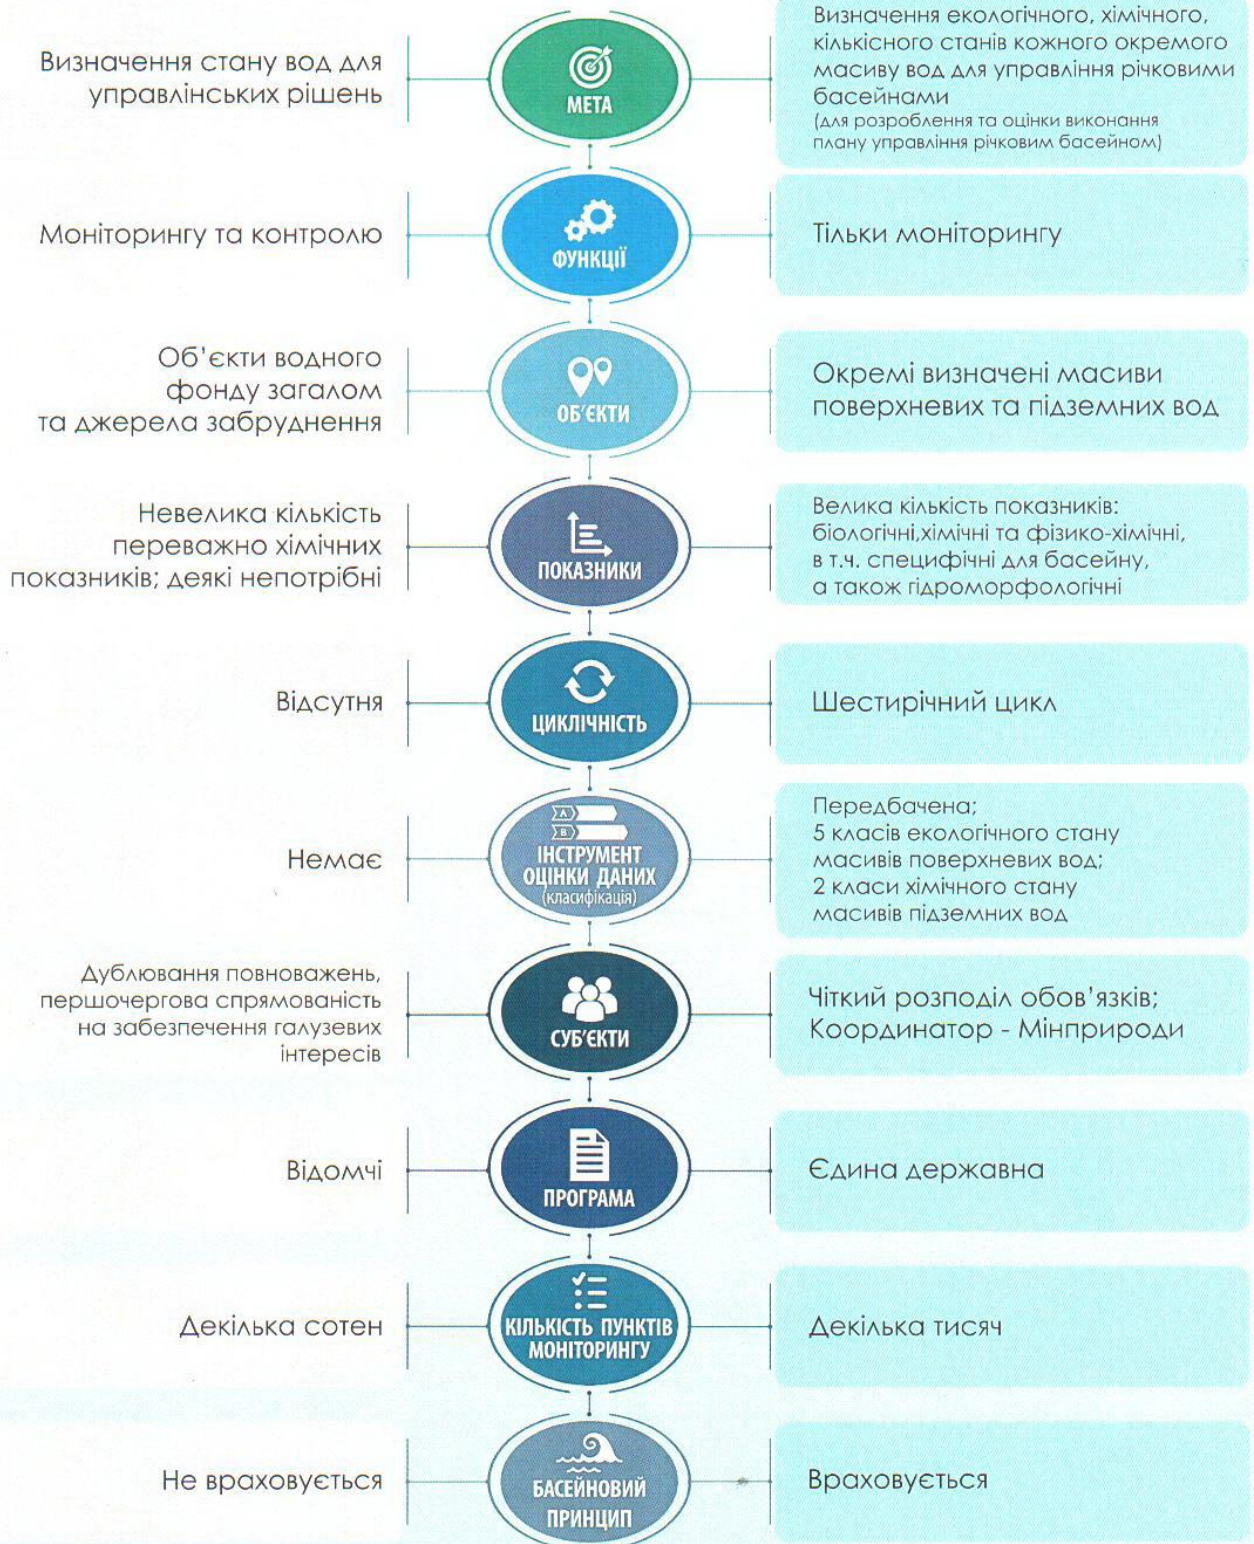 Визначення стану вод для
управлінських рішень
МЕТА
Визначення екологічного, хімічного,
кількісного станів кожного окремого
масиву вод для управління річковими
басейнами
(для розроблення та оцінки виконання
плану управління річковим басейном)
Моніторингу та контролю
ФУНКЦІЇ
Тільки моніторингу
Об'єкти водного
фонду загалом
та джерела забруднення
ОБ'ЄКТИ
Окремі визначені масиви
поверхневих та підземних вод
Невелика кількість
переважно хімічних
показників; деякі непотрібні
ПОКАЗНИКИ
Велика кількість показників:
біологічні,хімічні та фізико-хімічні,
в т.ч. специфічні для басейну,
а також гідроморфологічні
Відсутня
ЦИКЛІЧНІСТЬ
Шестирічний цикл
Немає
А
В
ІНСТРУМЕНТ
ОЦІНКИ ДАНИХ
(класифікація)
Передбачена;
5 класів екологічного стану
масивів поверхневих вод;
2 класи хімічного стану
масивів підземних вод
Дублювання повноважень,
першочергова спрямованість
на забезпечення галузевих
інтересів
СУБ'ЄКТИ
Чіткий розподіл обов'язків;
Координатор - Мінприроди
Відомчі
ПРОГРАМА
Єдина державна
Декілька сотен
КІЛЬКІСТЬ ПУНКТІВ
МОНІТОРИНГУ
Декілька тисяч
Не враховується
БАСЕЙНОВИЙ
ПРИНЦИП
Враховується